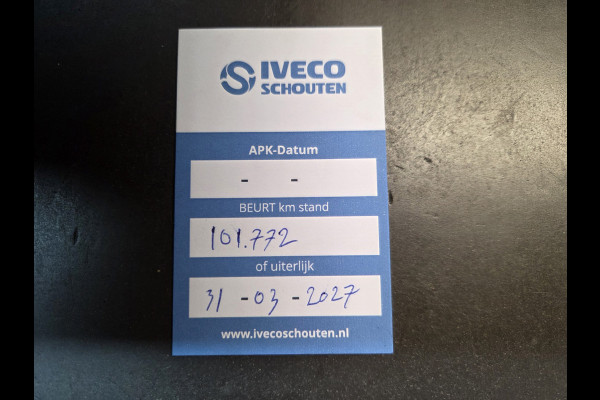 IVECO
SCHOUTEN
APK-Datum
- -
BEURT km stand
101.772
of uiterlijk
31 - 03 - 2027
www.ivecoschouten.nl